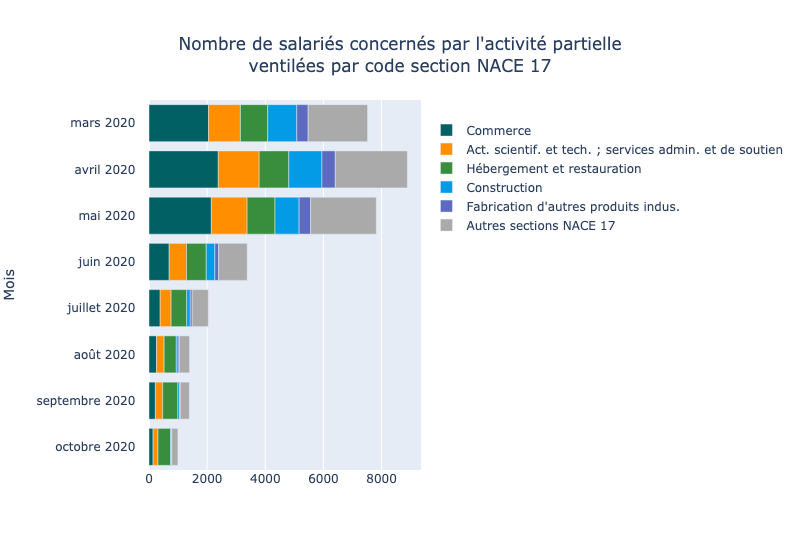 Nombre de salariés concernés par l'activité partielle
ventilées par code section NACE 17
Mois
mars 2020
avril 2020
mai 2020
juin 2020
juillet 2020
août 2020
septembre 2020
octobre 2020
0 2000 4000 6000 8000
Commerce
Act. scientif. et tech. ; services admin. et de soutien
Hébergement et restauration
Construction
Fabrication d'autres produits indus.
Autres sections NACE 17